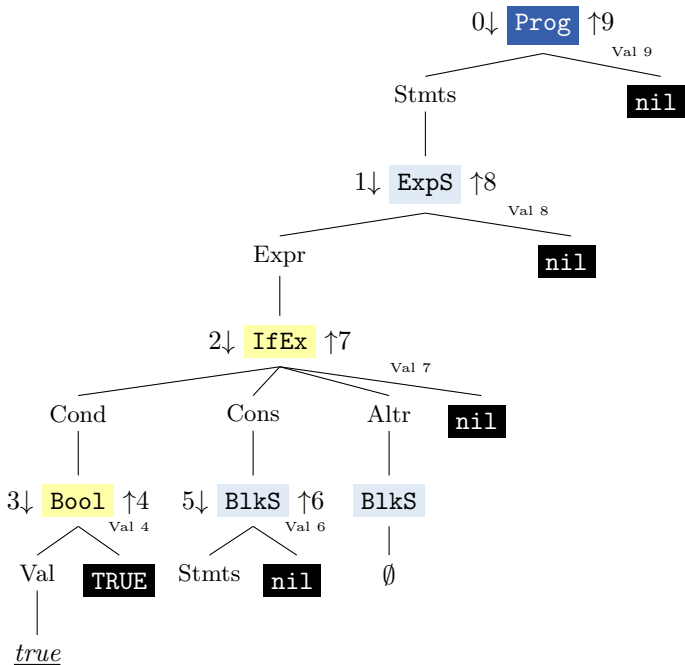 0↓ Prog ↑9
Val 9
Stmts nil
1↓ ExpS ↑8
Val 8
Expr nil
2↓ IfEx ↑7
Val 7
Cond Cons Altr nil
3↓ Bool ↑4 5↓ BlkS ↑6 BlkS
Val 4 Val 6
Val TRUE Stmts nil ∅
true